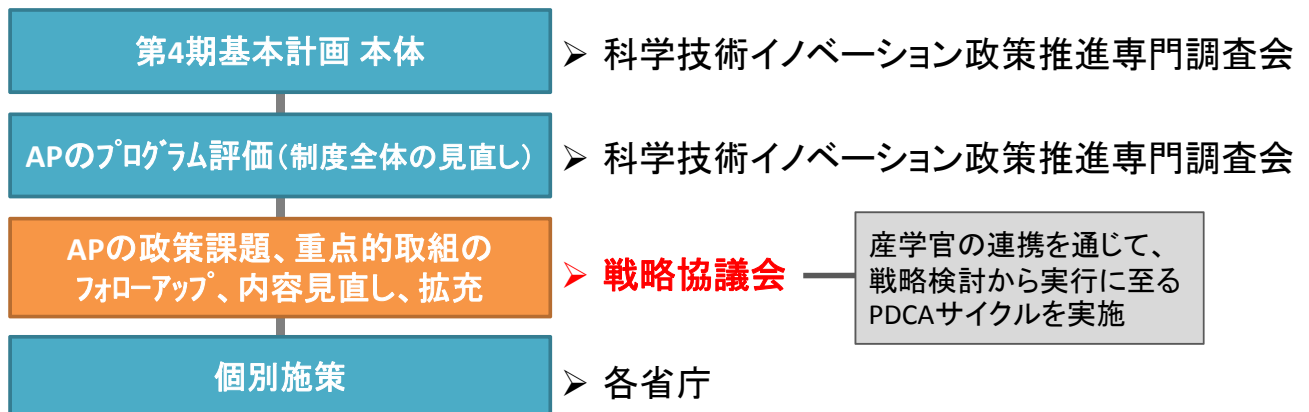 第4期基本計画 本体
➢ 科学技術イノベーション政策推進専門調査会
APのﾌﾟﾛｸﾞﾗﾑ評価（制度全体の見直し）
➢ 科学技術イノベーション政策推進専門調査会
APの政策課題、重点的取組の
ﾌｫﾛｰｱｯﾌﾟ、内容見直し、拡充
➢ 戦略協議会
産学官の連携を通じて、
戦略検討から実行に至る
PDCAサイクルを実施
個別施策
➢ 各省庁